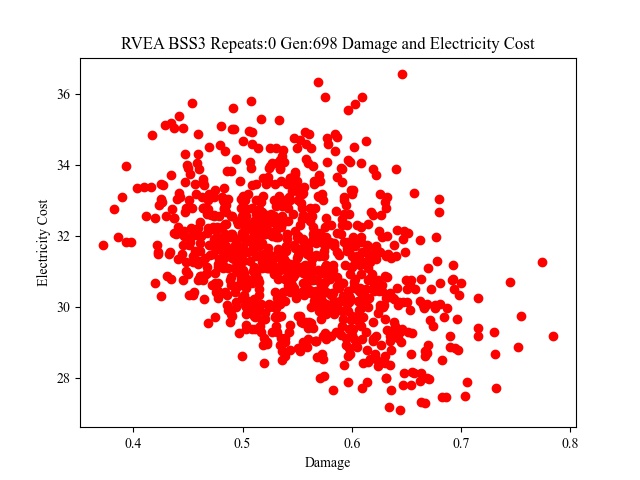 RVEA BSS3 Repeats:0 Gen:698 Damage and Electricity Cost
36
34
32
30
28
Electricity Cost
0.4 0.5 0.6 0.7 0.8
Damage